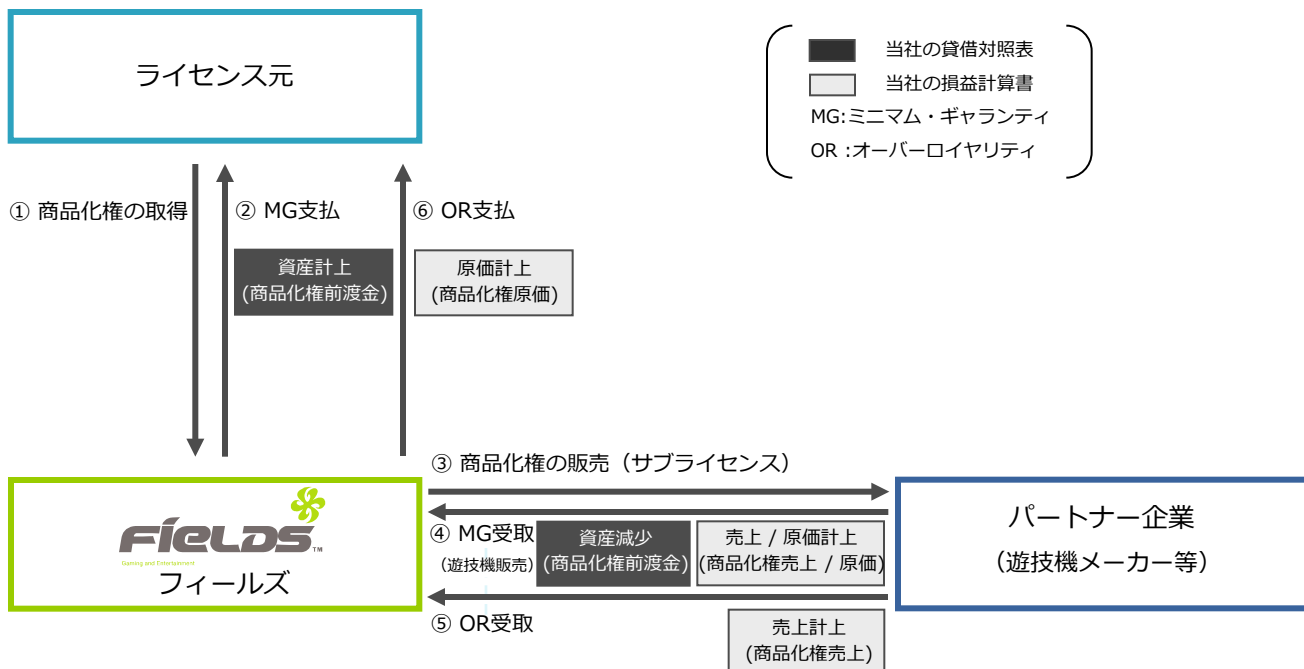 ライセンス元
当社の貸借対照表
当社の損益計算書
MG:ミニマム・ギャランティ
OR :オーバーロイヤリティ
① 商品化権の取得
② MG支払
⑥ OR支払
資産計上
(商品化権前渡金)
原価計上
(商品化権原価)
③ 商品化権の販売（サブライセンス）
FIELDS™
Gaming and Entertainment
フィールズ
④ MG受取
（遊技機販売）
資産減少
(商品化権前渡金)
売上 / 原価計上
(商品化権売上 / 原価)
⑤ OR受取
売上計上
(商品化権売上)
パートナー企業
（遊技機メーカー等）